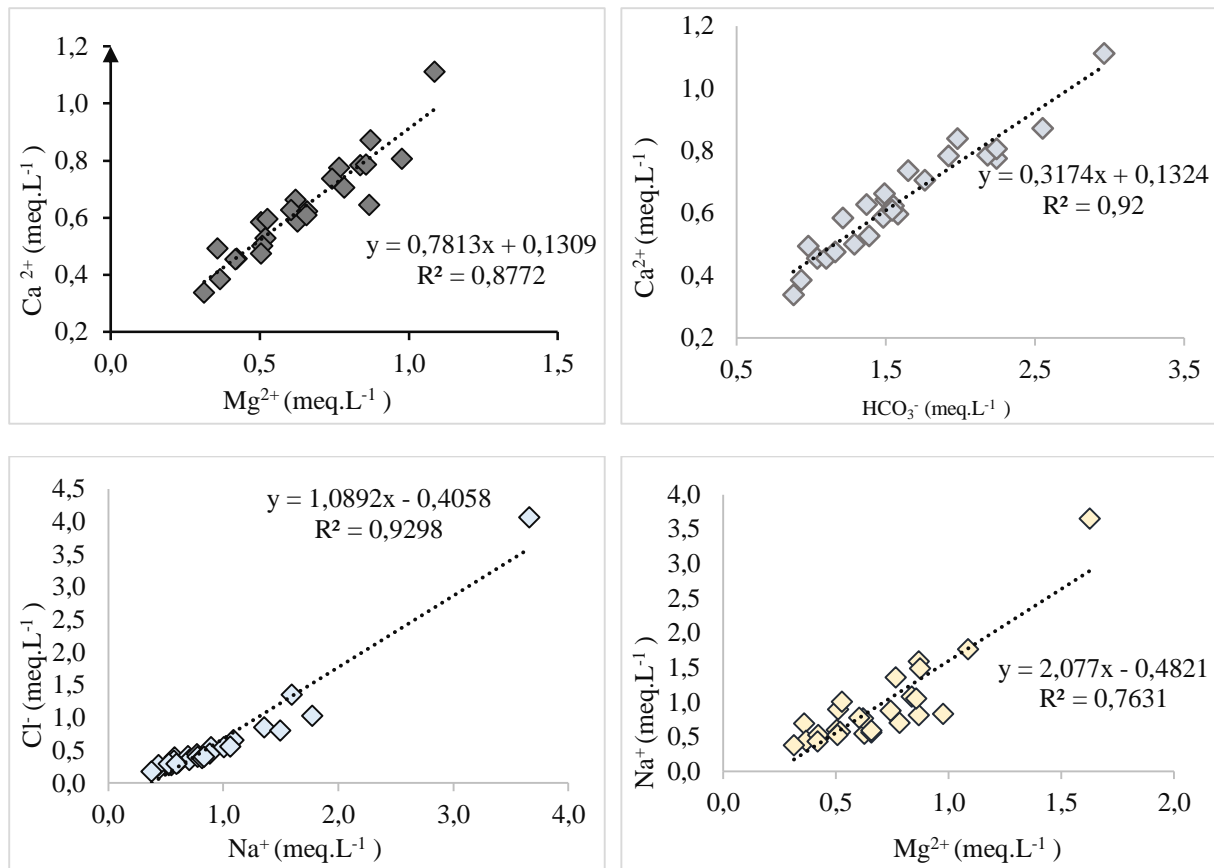 1,2
1,0
0,8
0,6
0,4
0,2
Ca 2+ (meq.L-1)
y = 0,7813x + 0,1309
R² = 0,8772
0,0 0,5 1,0 1,5
Mg2+ (meq.L-1 )
1,2
1,0
0,8
0,6
0,4
0,2
Ca2+ (meq.L-1)
y = 0,3174x + 0,1324
R² = 0,92
0,5 1,5 2,5 3,5
HCO3- (meq.L-1 )
4,5
4,0
3,5
3,0
2,5
2,0
1,5
1,0
0,5
0,0
Cl- (meq.L-1 )
y = 1,0892x - 0,4058
R² = 0,9298
0,0 1,0 2,0 3,0 4,0
Na+ (meq.L-1 )
4,0
3,5
3,0
2,5
2,0
1,5
1,0
0,5
0,0
Na+ (meq.L-1 )
y = 2,077x - 0,4821
R² = 0,7631
0,0 0,5 1,0 1,5 2,0
Mg2+ (meq.L-1 )